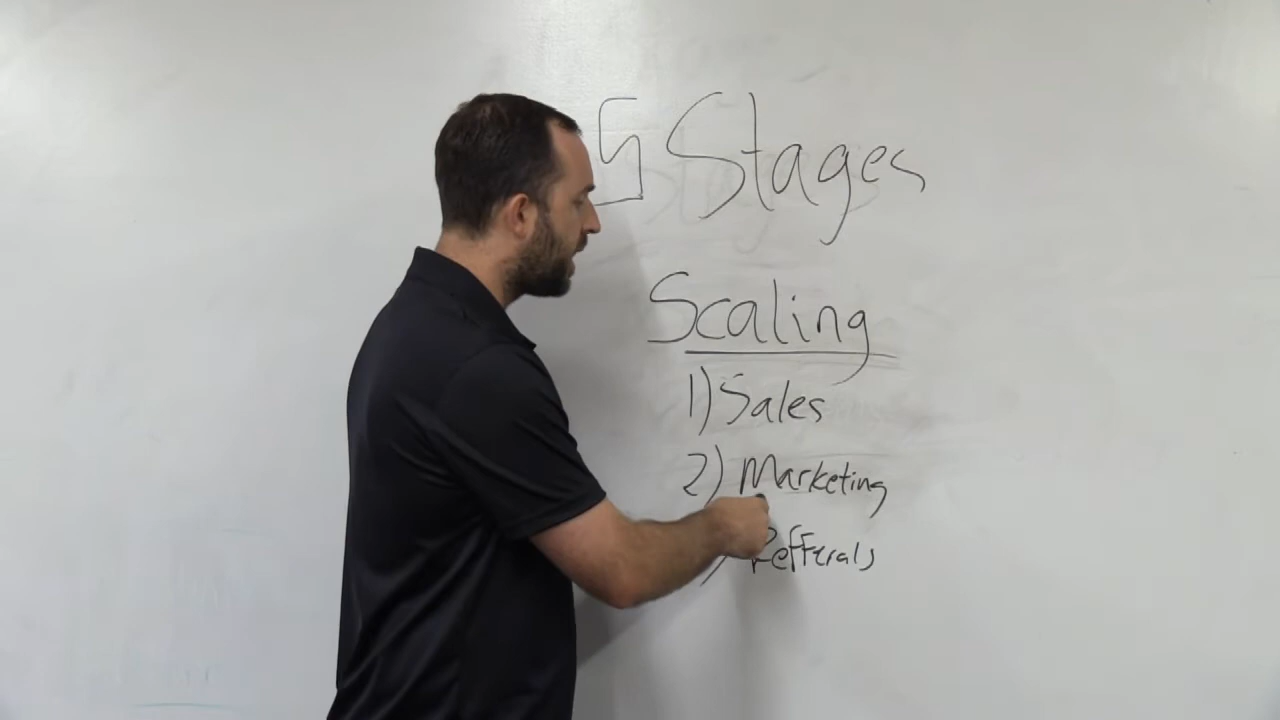 5 Stages
Scaling
1) Sales
2) Marketing
) Refferals